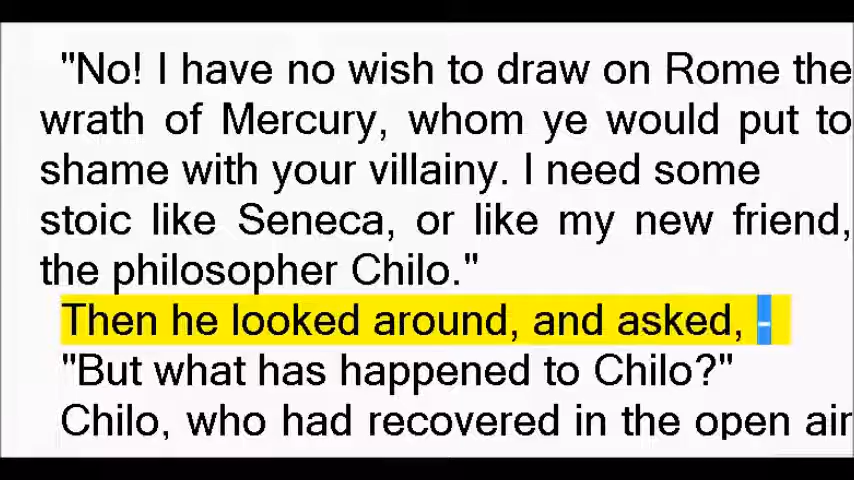 "No! I have no wish to draw on Rome the
wrath of Mercury, whom ye would put to
shame with your villainy. I need some
stoic like Seneca, or like my new friend,
the philosopher Chilo."
Then he looked around, and asked, -
"But what has happened to Chilo?"
Chilo, who had recovered in the open air